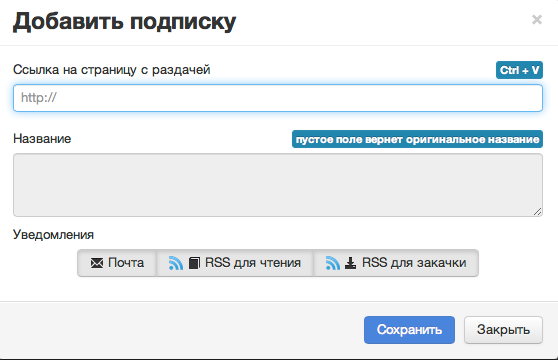 Добавить подписку ×
Ссылка на страницу с раздачей Ctrl + V
http://
Название пустое поле вернет оригинальное название
Уведомления
Почта RSS для чтения RSS для закачки
Сохранить Закрыть